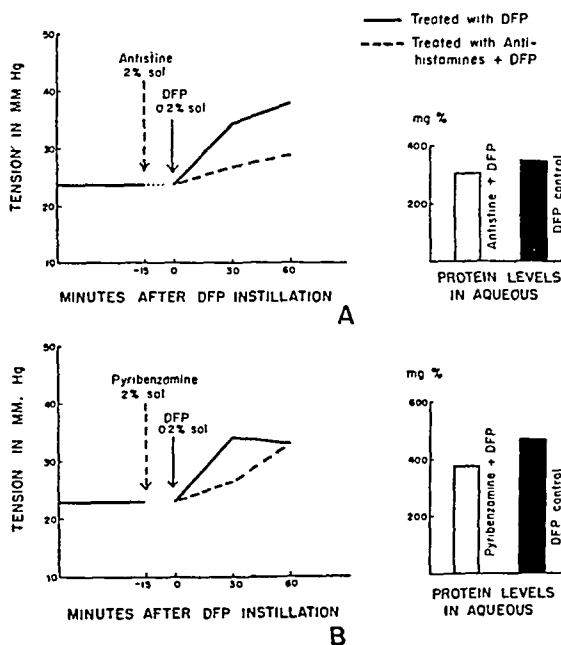 Treated with DFP
Treated with Anti-
histamines + DFP
TENSION IN MM Hg
50
40
30
20
10
Antistine
2% sol
DFP
0.2% sol
-15
0
30
60
MINUTES AFTER DFP INSTILLATION
mg %
400
200
Antistine + DFP
DFP control
PROTEIN LEVELS
IN AQUEOUS
A
TENSION IN MM. Hg
50
40
30
20
10
Pyribenzamine
2% sol
DFP
0.2% sol
-15
0
30
60
MINUTES AFTER DFP INSTILLATION
mg %
600
400
200
Pyribenzamine + DFP
DFP control
PROTEIN LEVELS
IN AQUEOUS
B